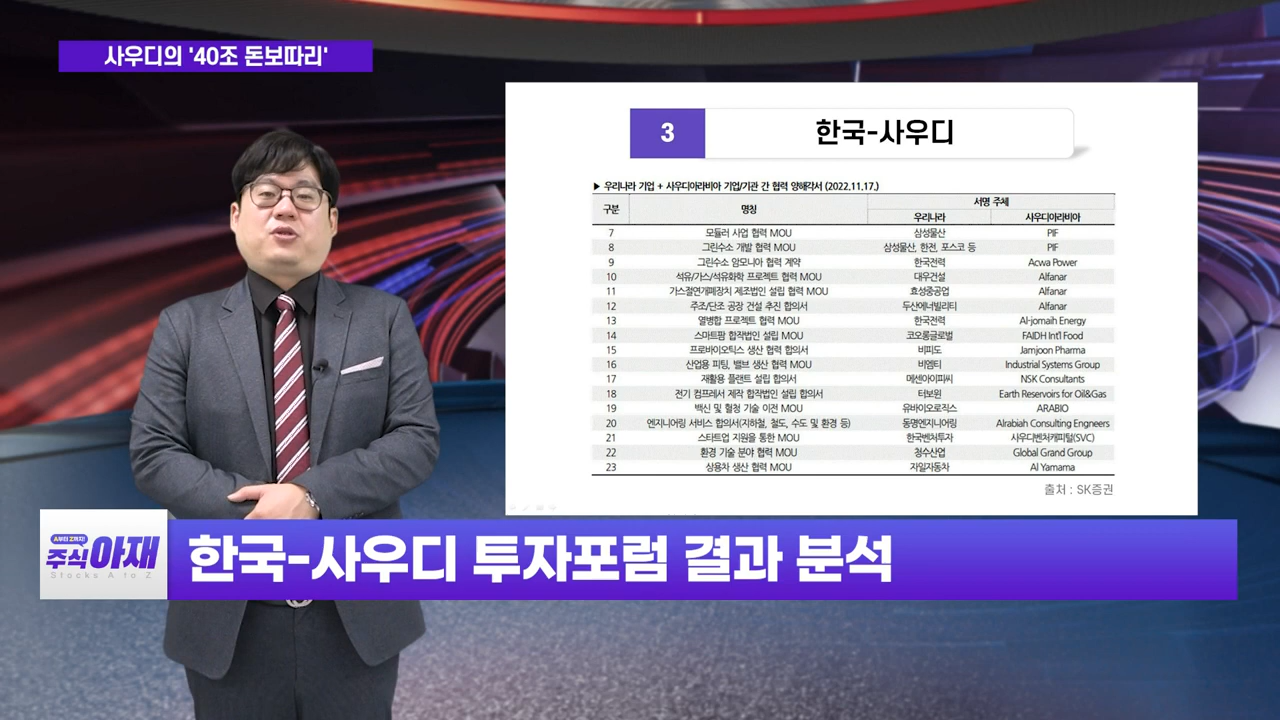 사우디의 '40조 돈보따리'
3 한국-사우디
▶ 우리나라 기업 + 사우디아라비아 기업/기관 간 협력 양해각서 (2022.11.17.)
구분 명칭 서명 주체
우리나라 사우디아라비아
7 모듈러 사업 협력 MOU 삼성물산 PIF
8 그린수소 개발 협력 MOU 삼성물산, 한전, 포스코 등 PIF
9 그린수소 암모니아 협력 계약 한국전력 Acwa Power
10 석유/가스/석유화학 프로젝트 협력 MOU 대우건설 Alfanar
11 가스절연개폐장치 제조법인 설립 협력 MOU 효성중공업 Alfanar
12 주조/단조 공장 건설 추진 합의서 두산에너빌리티 Alfanar
13 열병합 프로젝트 협력 MOU 한국전력 Al-jomaih Energy
14 스마트팜 합작법인 설립 MOU 코오롱글로벌 FAIDH Int'l Food
15 프로바이오틱스 생산 협력 합의서 비피도 Jamjoon Pharma
16 산업용 피팅, 밸브 생산 협력 MOU 비엠티 Industrial Systems Group
17 재활용 플랜트 설립 합의서 메센아이피씨 NSK Consultants
18 전기 컴프레서 제작 합작법인 설립 합의서 터보윈 Earth Reservoirs for Oil&Gas
19 백신 및 혈청 기술 이전 MOU 유바이오로직스 ARABIO
20 엔지니어링 서비스 합의서(지하철, 철도, 수도 및 환경 등) 동명엔지니어링 Alrabiah Consulting Engneers
21 스타트업 지원을 통한 MOU 한국벤처투자 사우디벤처캐피털(SVC)
22 환경 기술 분야 협력 MOU 청수산업 Global Grand Group
23 상용차 생산 협력 MOU 자일자동차 Al Yamama
출처 : SK증권
A부터 Z까지!
주식아재
Stocks A to Z
한국-사우디 투자포럼 결과 분석